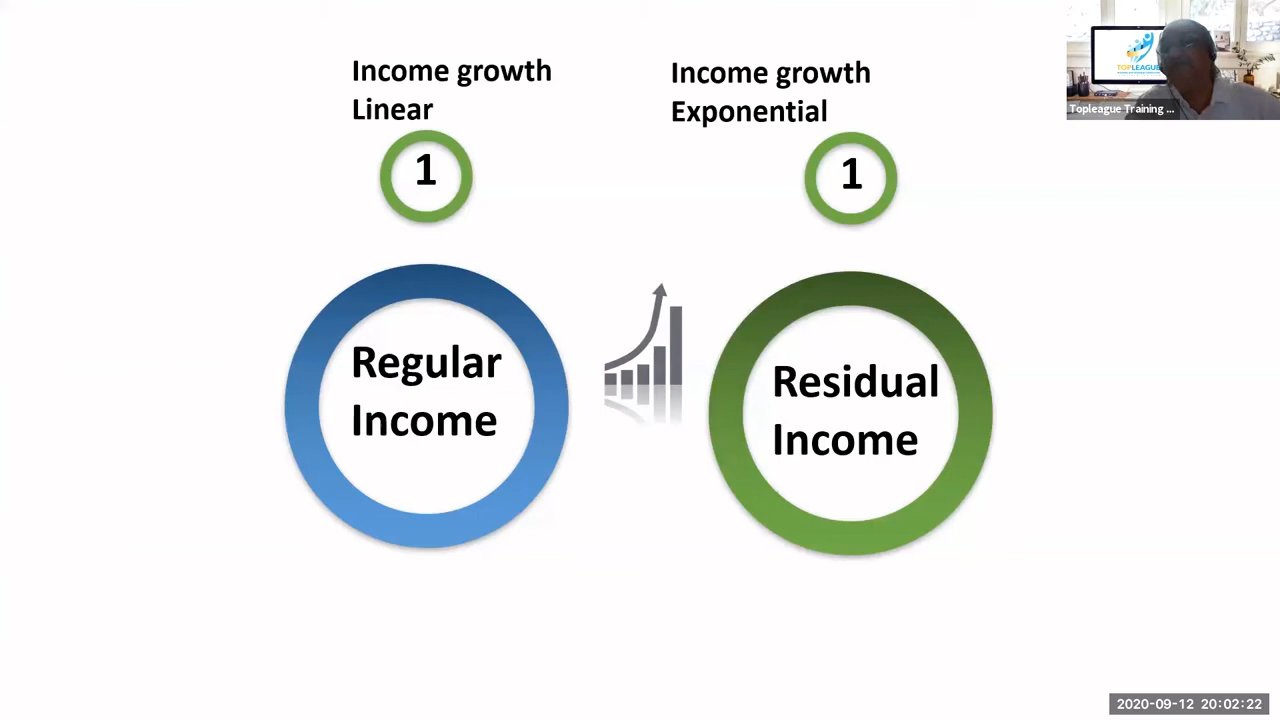 Income growth
Linear
1
Regular
Income
Income growth
Exponential
1
Residual
Income
TOPLEAGUE
Topleague Training ...
2020-09-12 20:02:22